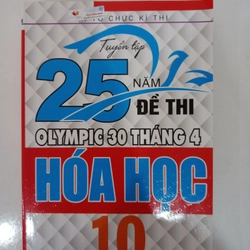 CHỨC KÌ THI
Tuyển tập
25 NĂM
ĐỀ THI
OLYMPIC 30 THÁNG 4
HÓA HỌC
10